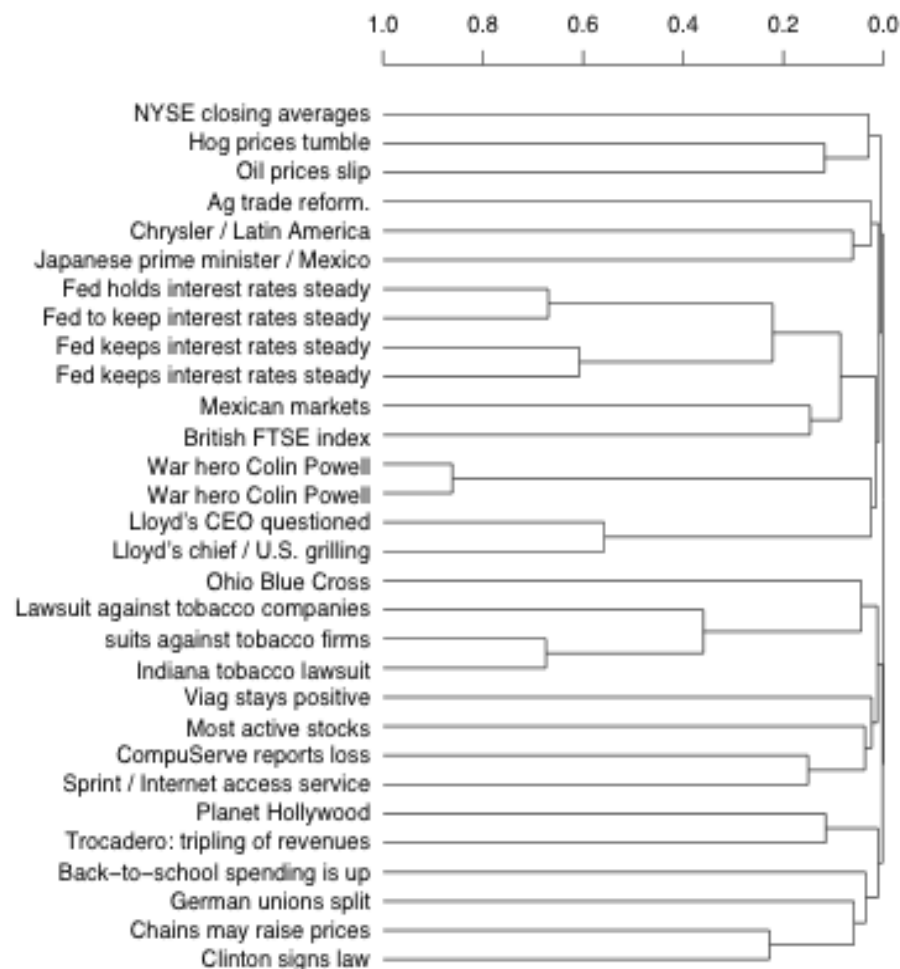 1.0 0.8 0.6 0.4 0.2 0.0
NYSE closing averages
Hog prices tumble
Oil prices slip
Ag trade reform.
Chrysler / Latin America
Japanese prime minister / Mexico
Fed holds interest rates steady
Fed to keep interest rates steady
Fed keeps interest rates steady
Fed keeps interest rates steady
Mexican markets
British FTSE index
War hero Colin Powell
War hero Colin Powell
Lloyd's CEO questioned
Lloyd's chief / U.S. grilling
Ohio Blue Cross
Lawsuit against tobacco companies
suits against tobacco firms
Indiana tobacco lawsuit
Viag stays positive
Most active stocks
CompuServe reports loss
Sprint / Internet access service
Planet Hollywood
Trocadero: tripling of revenues
Back−to−school spending is up
German unions split
Chains may raise prices
Clinton signs law